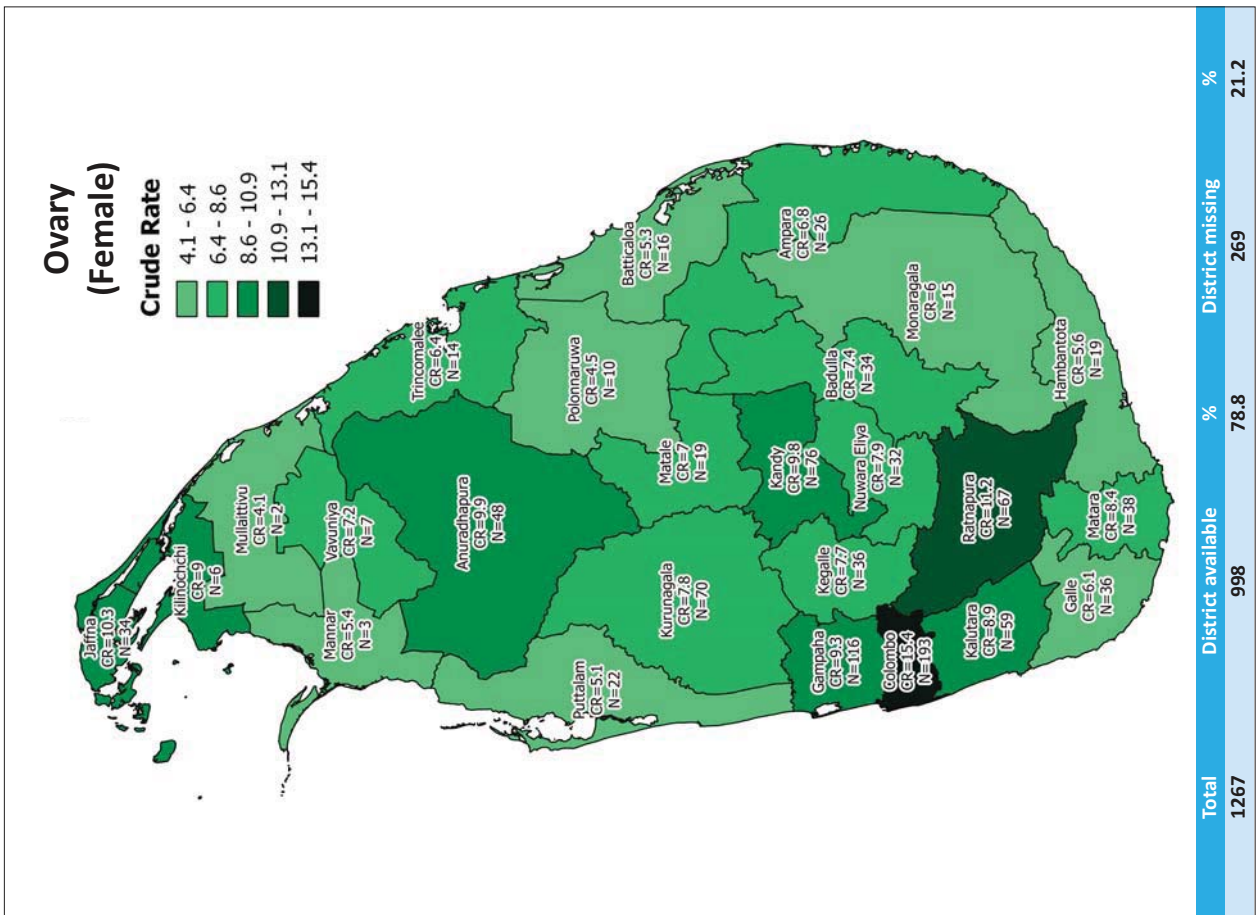 Ovary
(Female)
Crude Rate
4.1 - 6.4
6.4 - 8.6
8.6 - 10.9
10.9 - 13.1
13.1 - 15.4
Jaffna
CR=10.3
N=34
Kilinochchi
CR=9
N=6
Mullaittivu
CR=4.1
N=2
Mannar
CR=5.4
N=3
Vavuniya
CR=7.2
N=7
Trincomalee
CR=6.4
N=14
Anuradhapura
CR=9.9
N=48
Polonnaruwa
CR=4.5
N=10
Puttalam
CR=5.1
N=22
Batticaloa
CR=5.3
N=16
Kurunagala
CR=7.8
N=70
Matale
CR=7
N=19
Kandy
CR=9.8
N=76
Ampara
CR=6.8
N=26
Gampaha
CR=9.3
N=116
Kegalle
CR=7.7
N=36
Nuwara Eliya
CR=7.9
N=32
Badulla
CR=7.4
N=34
Colombo
CR=15.4
N=193
Monaragala
CR=6
N=15
Ratnapura
CR=11.2
N=67
Kalutara
CR=8.9
N=59
Hambantota
CR=5.6
N=19
Galle
CR=6.1
N=36
Matara
CR=8.4
N=38
Total District available % District missing %
1267 998 78.8 269 21.2